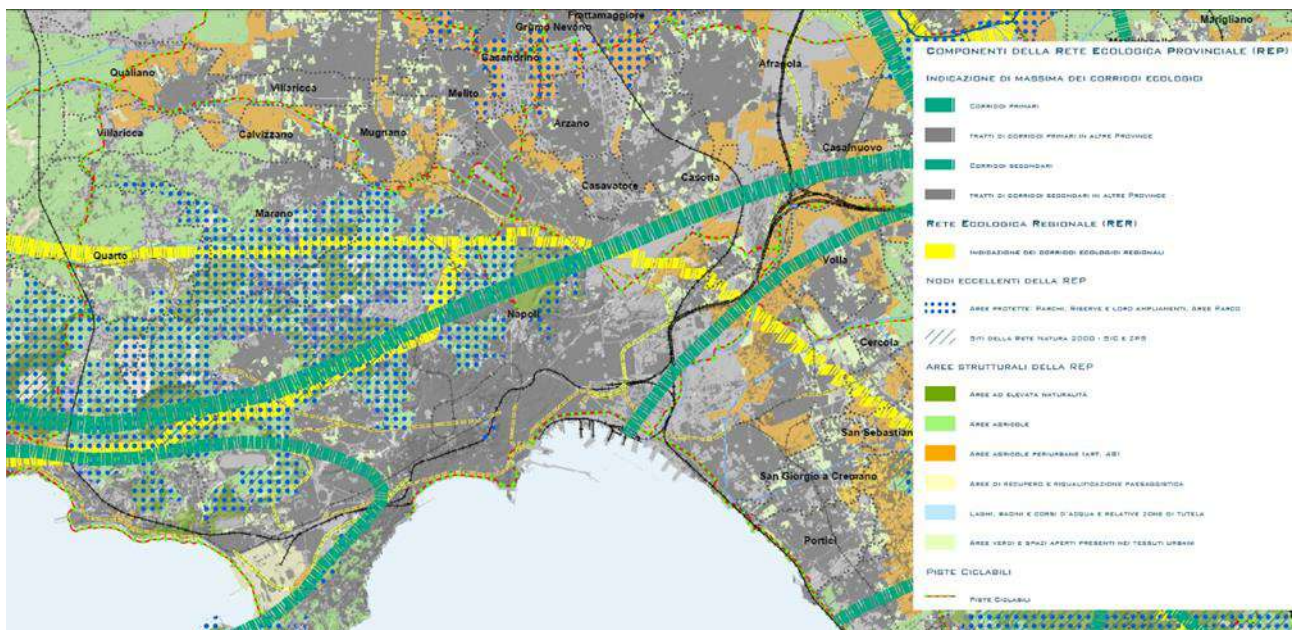 Frattamaggiore
Grumo Nevano
Marigliano
Casandrino
Afragola
Qualiano
Villaricca
Melito
Arzano
Villaricca
Calvizzano
Mugnano
Casalnuovo
Casavatore
Casoria
Marano
Quarto
Volla
Napoli
Cercola
San Sebastian
San Giorgio a Cremano
Portici
COMPONENTI DELLA RETE ECOLOGICA PROVINCIALE (REP)
INDICAZIONE DI MASSIMA DEI CORRIDOI ECOLOGICI
CORRIDOI PRIMARI
TRATTI DI CORRIDOI PRIMARI IN ALTRE PROVINCE
CORRIDOI SECONDARI
TRATTI DI CORRIDOI SECONDARI IN ALTRE PROVINCE
RETE ECOLOGICA REGIONALE (RER)
INDICAZIONE DEI CORRIDOI ECOLOGICI REGIONALI
NODI ECCELLENTI DELLA REP
AREE PROTETTE: PARCHI, RISERVE E LORO AMPLIAMENTI, AREE PARCO
SITI DELLA RETE NATURA 2000 - SIC E ZPS
AREE STRUTTURALI DELLA REP
AREE AD ELEVATA NATURALITÀ
AREE AGRICOLE
AREE AGRICOLE PERIURBANE (ART. 48)
AREE DI RECUPERO E RIQUALIFICAZIONE PAESAGGISTICA
LAGHI, BACINI E CORSI D'ACQUA E RELATIVE ZONE DI TUTELA
AREE VERDI E SPAZI APERTI PRESENTI NEI TESSUTI URBANI
PISTE CICLABILI
PISTE CICLABILI